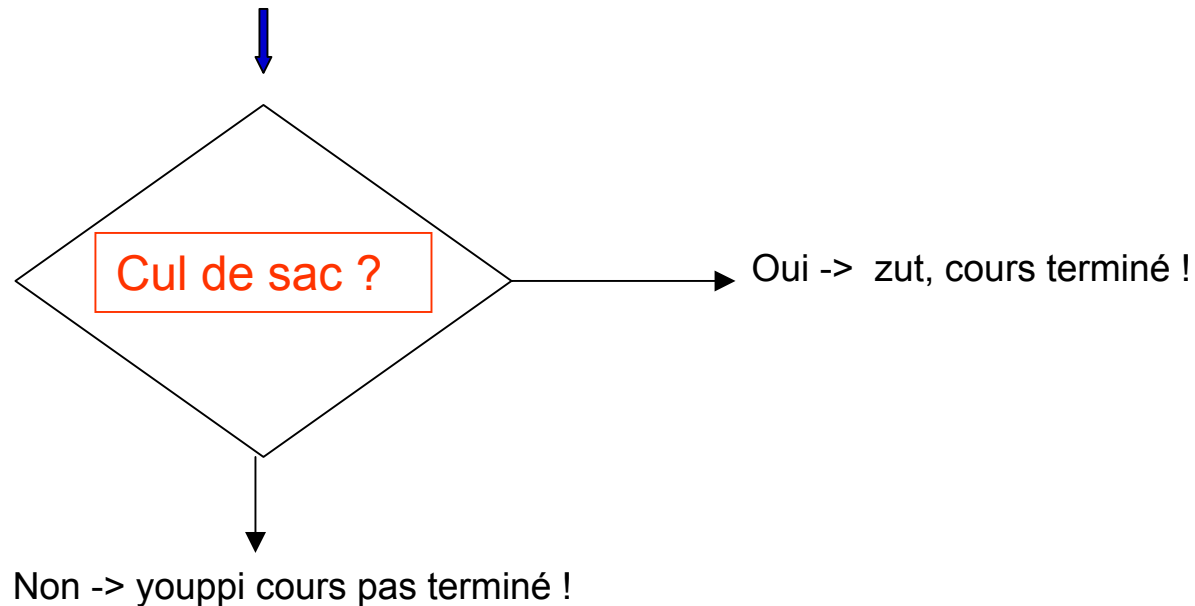 Cul de sac ?
Oui -> zut, cours terminé !
Non -> youppi cours pas terminé !